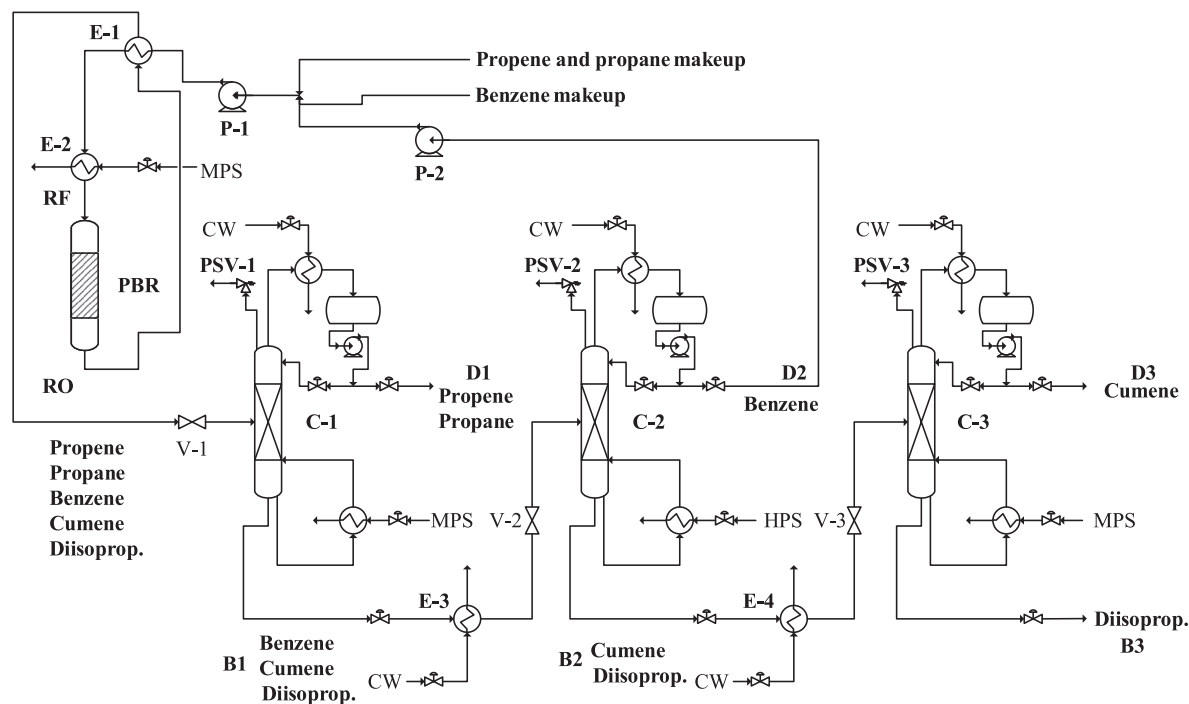 E-1
Propene and propane makeup
Benzene makeup
P-1
P-2
E-2
MPS
RF
PBR
RO
CW
PSV-1
CW
PSV-2
CW
PSV-3
D1
Propene
Propane
D2
Benzene
D3
Cumene
C-1
C-2
C-3
V-1
Propene
Propane
Benzene
Cumene
Diisoprop.
MPS
V-2
HPS
V-3
MPS
E-3
E-4
B1
Benzene
Cumene
Diisoprop.
CW
B2
Cumene
Diisoprop.
CW
Diisoprop.
B3